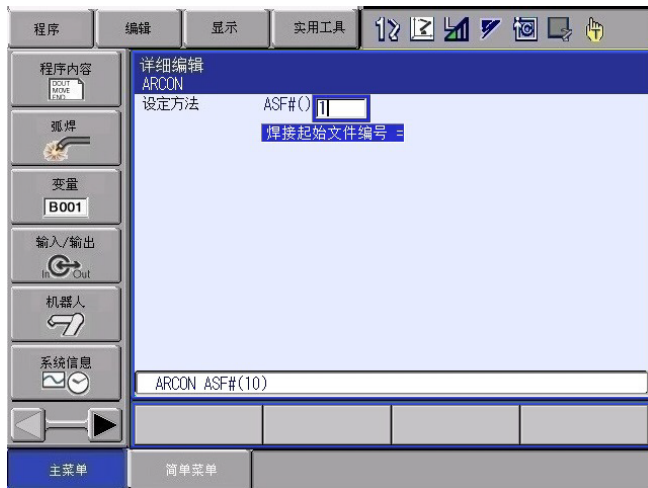 程序
编辑
显示
实用工具
程序内容
DOUT
MOVE
END
详细编辑
ARCON
设定方法 ASF#() 1
焊接起始文件编号 =
弧焊
变量
B001
输入/输出
In Out
机器人
系统信息
ARCON ASF#(10)
主菜单
简单菜单